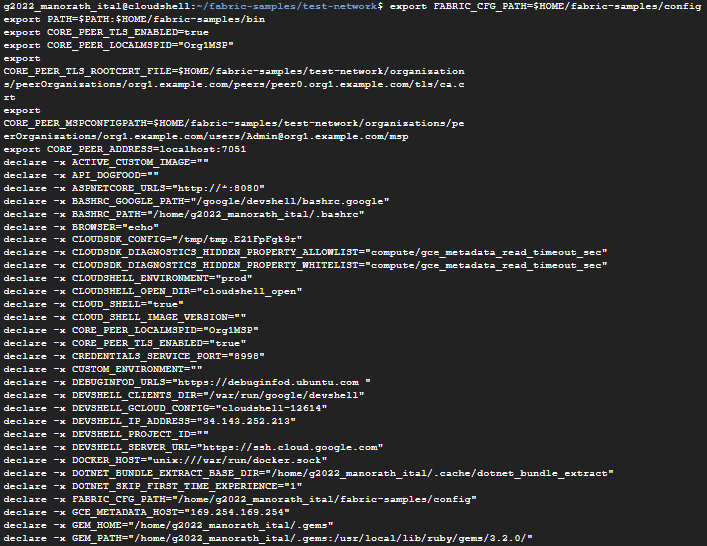 g2022_manorath_ital@cloudshell:~/fabric-samples/test-network$ export FABRIC_CFG_PATH=$HOME/fabric-samples/config
export PATH=$PATH:$HOME/fabric-samples/bin
export CORE_PEER_TLS_ENABLED=true
export CORE_PEER_LOCALMSPID="Org1MSP"
export
CORE_PEER_TLS_ROOTCERT_FILE=$HOME/fabric-samples/test-network/organization
s/peerOrganizations/org1.example.com/peers/peer0.org1.example.com/tls/ca.c
rt
export
CORE_PEER_MSPCONFIGPATH=$HOME/fabric-samples/test-network/organizations/pe
erOrganizations/org1.example.com/users/Admin@org1.example.com/msp
export CORE_PEER_ADDRESS=localhost:7051
declare -x ACTIVE_CUSTOM_IMAGE=""
declare -x API_DOGFOOD=""
declare -x ASPNETCORE_URLS="http://*:8080"
declare -x BASHRC_GOOGLE_PATH="/google/devshell/bashrc.google"
declare -x BASHRC_PATH="/home/g2022_manorath_ital/.bashrc"
declare -x BROWSER="echo"
declare -x CLOUDSDK_CONFIG="/tmp/tmp.E21FpFgk9r"
declare -x CLOUDSDK_DIAGNOSTICS_HIDDEN_PROPERTY_ALLOWLIST="compute/gce_metadata_read_timeout_sec"
declare -x CLOUDSDK_DIAGNOSTICS_HIDDEN_PROPERTY_WHITELIST="compute/gce_metadata_read_timeout_sec"
declare -x CLOUDSHELL_ENVIRONMENT="prod"
declare -x CLOUDSHELL_OPEN_DIR="cloudshell_open"
declare -x CLOUD_SHELL="true"
declare -x CLOUD_SHELL_IMAGE_VERSION=""
declare -x CORE_PEER_LOCALMSPID="Org1MSP"
declare -x CORE_PEER_TLS_ENABLED="true"
declare -x CREDENTIALS_SERVICE_PORT="8998"
declare -x CUSTOM_ENVIRONMENT=""
declare -x DEBUGINFOD_URLS="https://debuginfod.ubuntu.com "
declare -x DEVSHELL_CLIENTS_DIR="/var/run/google/devshell"
declare -x DEVSHELL_GCLOUD_CONFIG="cloudshell-12614"
declare -x DEVSHELL_IP_ADDRESS="34.143.252.213"
declare -x DEVSHELL_PROJECT_ID=""
declare -x DEVSHELL_SERVER_URL="https://ssh.cloud.google.com"
declare -x DOCKER_HOST="unix:///var/run/docker.sock"
declare -x DOTNET_BUNDLE_EXTRACT_BASE_DIR="/home/g2022_manorath_ital/.cache/dotnet_bundle_extract"
declare -x DOTNET_SKIP_FIRST_TIME_EXPERIENCE="1"
declare -x FABRIC_CFG_PATH="/home/g2022_manorath_ital/fabric-samples/config"
declare -x GCE_METADATA_HOST="169.254.169.254"
declare -x GEM_HOME="/home/g2022_manorath_ital/.gems"
declare -x GEM_PATH="/home/g2022_manorath_ital/.gems:/usr/local/lib/ruby/gems/3.2.0/"